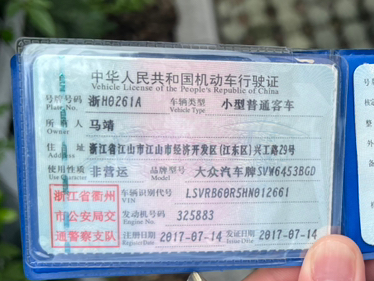 中华人民共和国机动车行驶证
Vehicle License of the People's Republic of China
号牌号码 浙H0261A 车辆类型 小型普通客车
Plate No. Vehicle Type
所有人 马靖
Owner
住址 浙江省江山市江山市经济开发区(江东区)兴工路29号
Address
使用性质 非营运 品牌型号 大众汽车牌SVW6453BGD
Use Character Model
浙江省衢州 车辆识别代号 LSVRB60R5HN012661
VIN
市公安局交 发动机号码 325883
Engine No.
通警察支队 注册日期 2017-07-14 发证日期 2017-07-14
Register Date Issue Date